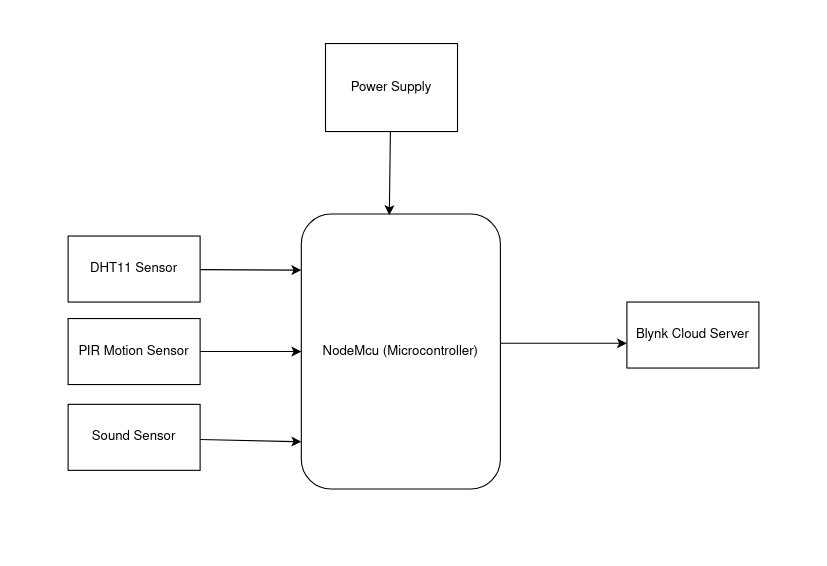 Power Supply
DHT11 Sensor
PIR Motion Sensor
NodeMcu (Microcontroller)
Blynk Cloud Server
Sound Sensor